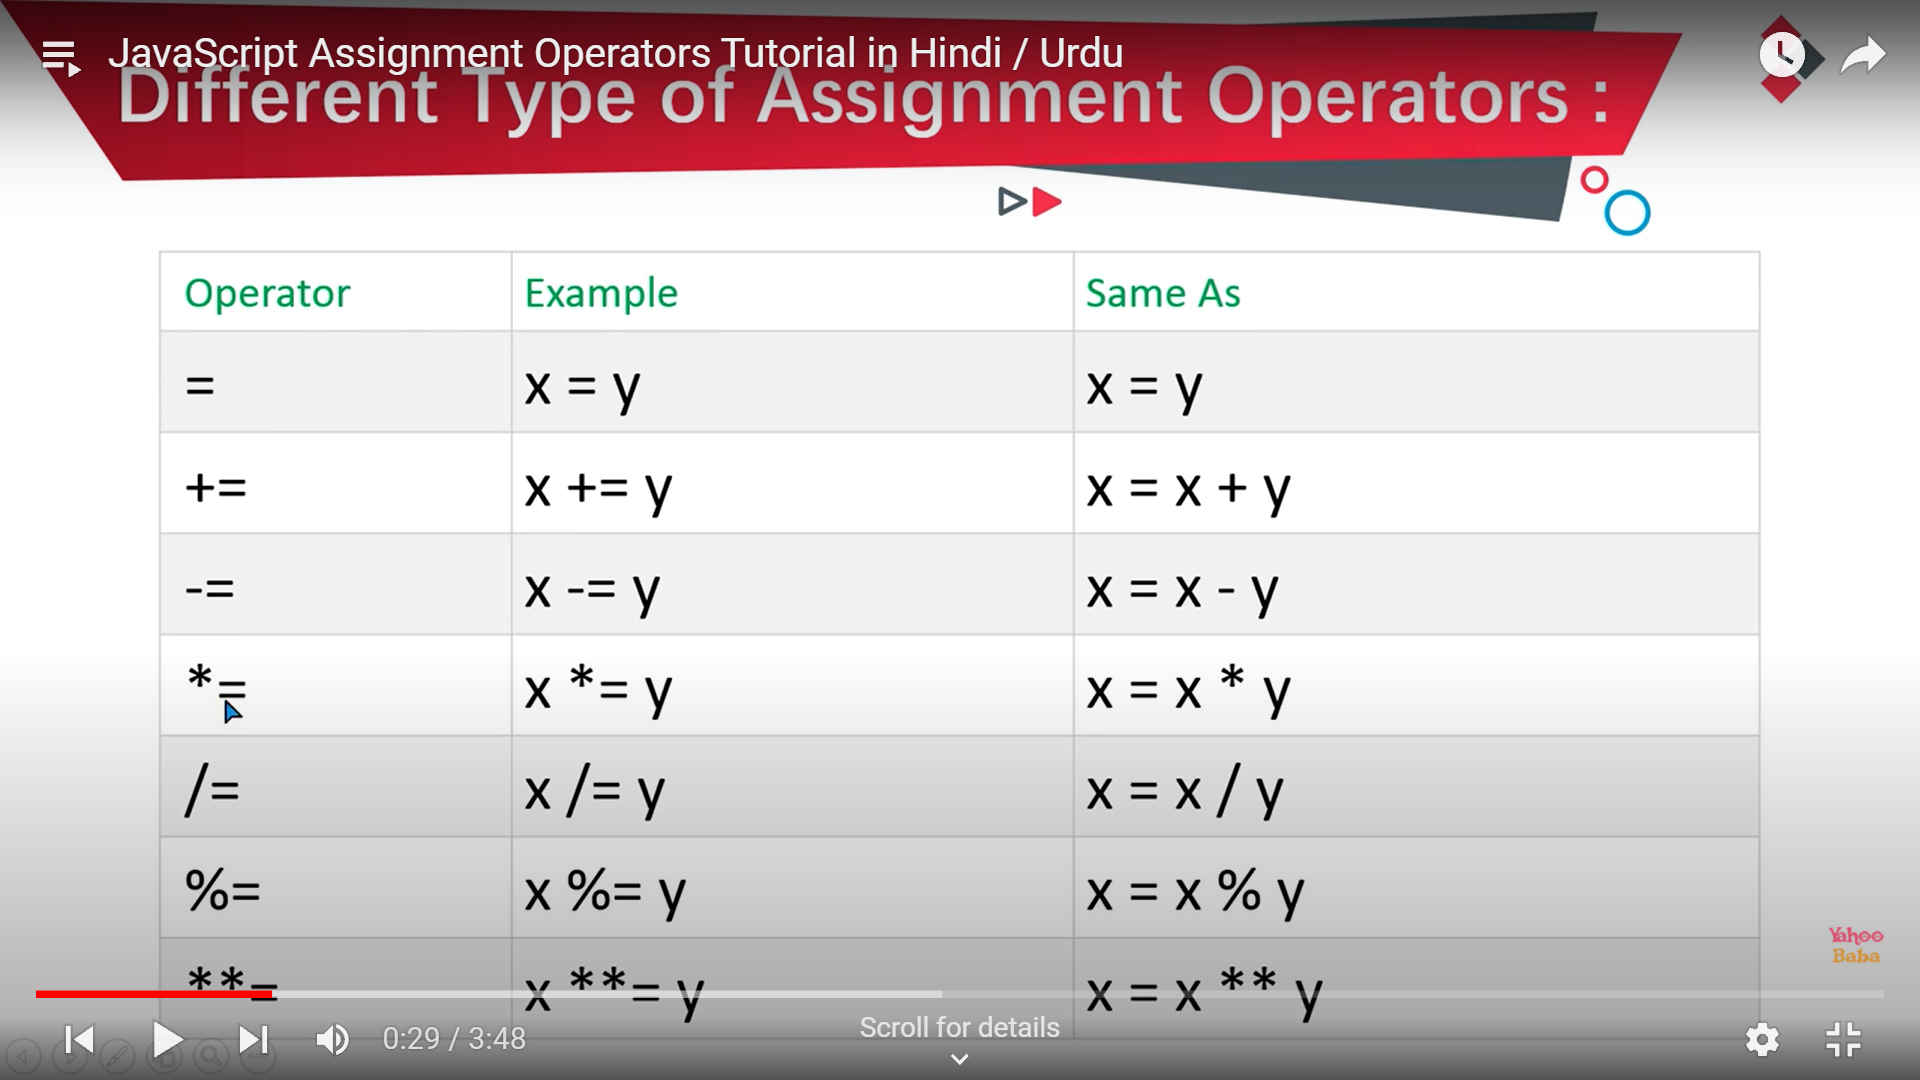 JavaScript Assignment Operators Tutorial in Hindi / Urdu
Different Type of Assignment Operators :
Operator Example Same As
= x = y x = y
+= x += y x = x + y
-= x -= y x = x - y
*= x *= y x = x * y
/= x /= y x = x / y
%= x %= y x = x % y
**= x **= y x = x ** y
Yahoo
Baba
0:29 / 3:48
Scroll for details